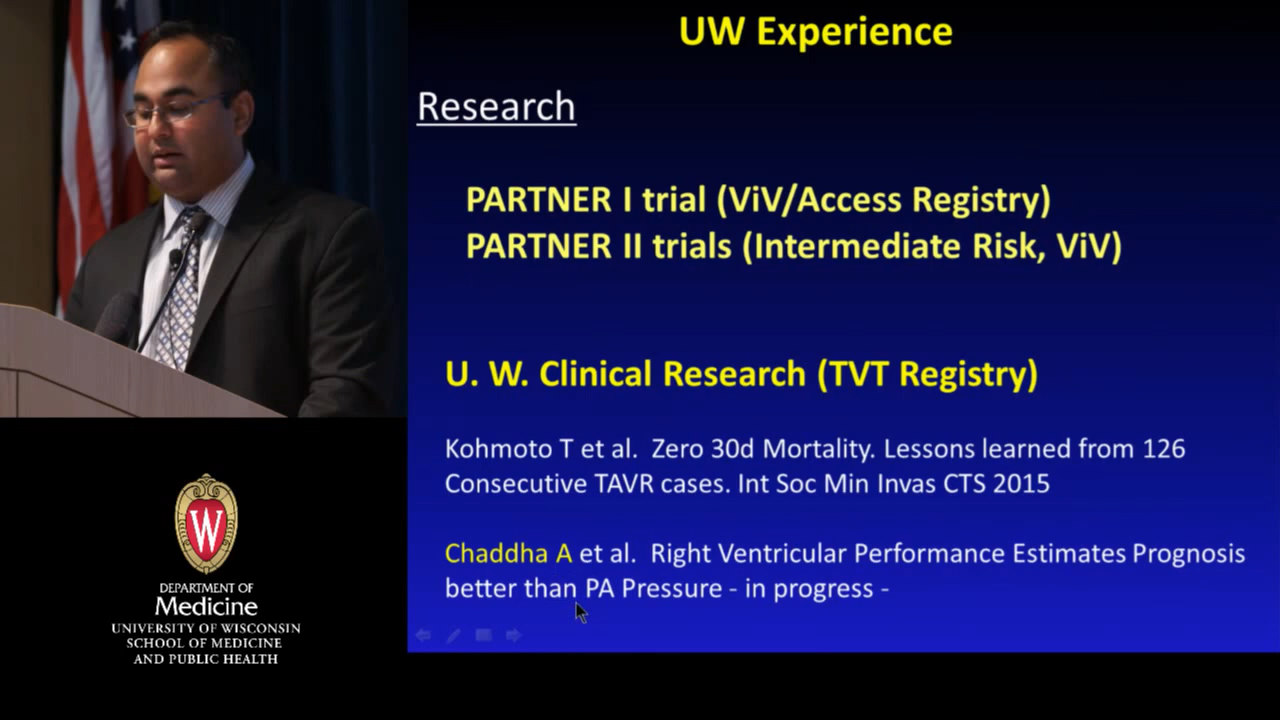 UW Experience
Research
PARTNER I trial (ViV/Access Registry)
PARTNER II trials (Intermediate Risk, ViV)
U. W. Clinical Research (TVT Registry)
Kohmoto T et al.  Zero 30d Mortality. Lessons learned from 126
Consecutive TAVR cases. Int Soc Min Invas CTS 2015
Chaddha A et al.  Right Ventricular Performance Estimates Prognosis
better than PA Pressure - in progress -
W
DEPARTMENT OF
Medicine
UNIVERSITY OF WISCONSIN
SCHOOL OF MEDICINE
AND PUBLIC HEALTH